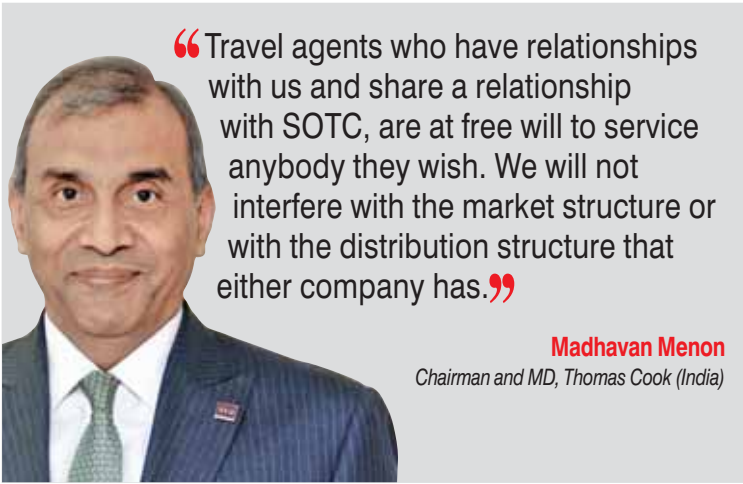 “Travel agents who have relationships
with us and share a relationship
with SOTC, are at free will to service
anybody they wish. We will not
interfere with the market structure or
with the distribution structure that
either company has.”
Madhavan Menon
Chairman and MD, Thomas Cook (India)